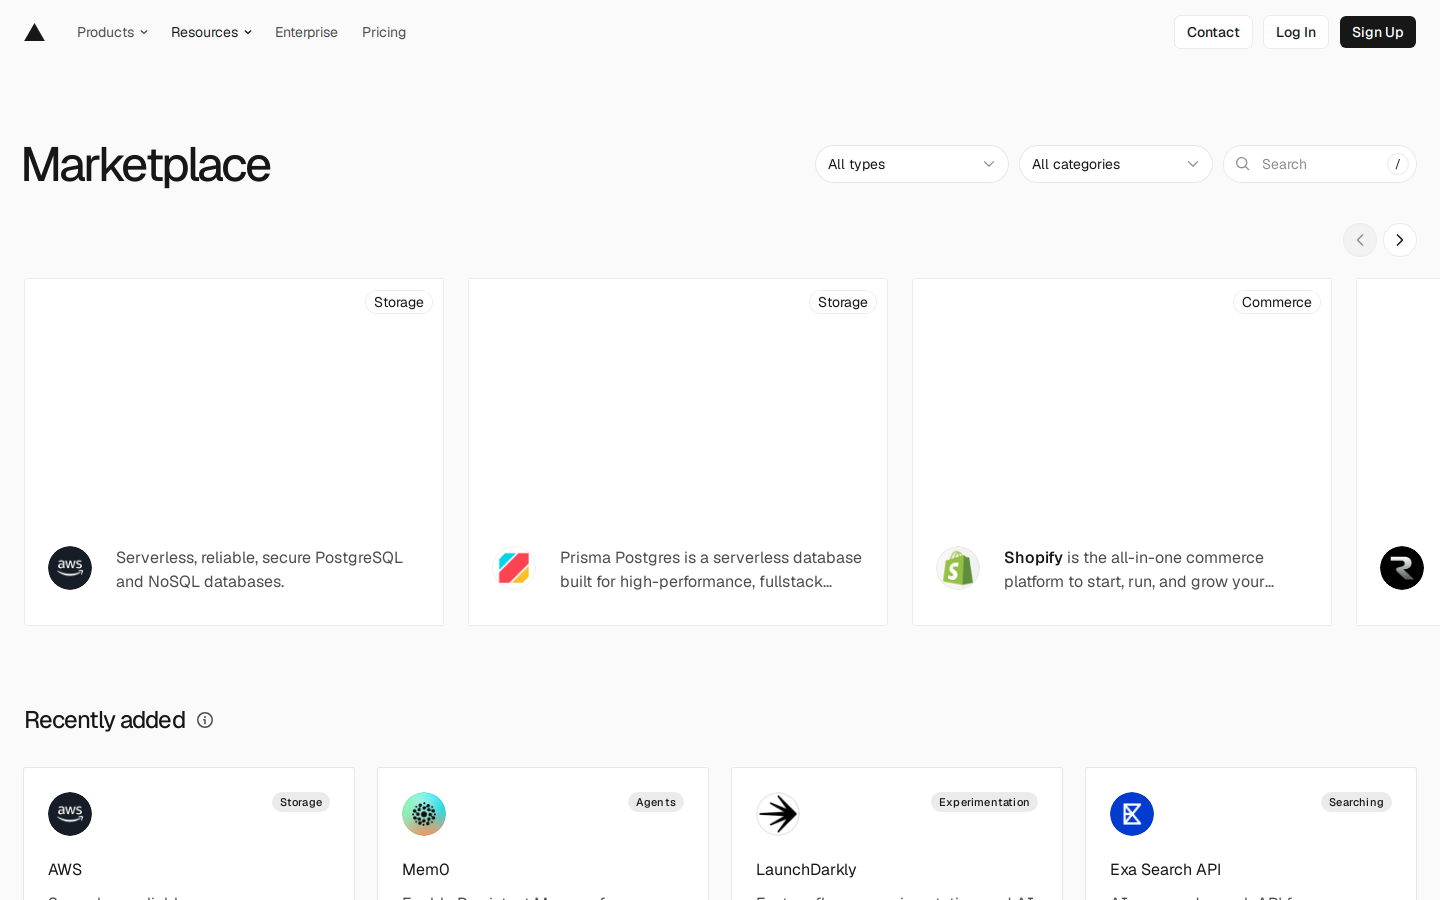 Products
Resources
Enterprise
Pricing
Contact
Log In
Sign Up
Marketplace
All types
All categories
Search
/
Storage
aws
Serverless, reliable, secure PostgreSQL
and NoSQL databases.
Storage
Prisma Postgres is a serverless database
built for high-performance, fullstack...
Commerce
Shopify is the all-in-one commerce
platform to start, run, and grow your...
Recently added
aws
Storage
AWS
Agents
Mem0
Experimentation
LaunchDarkly
Searching
Exa Search API